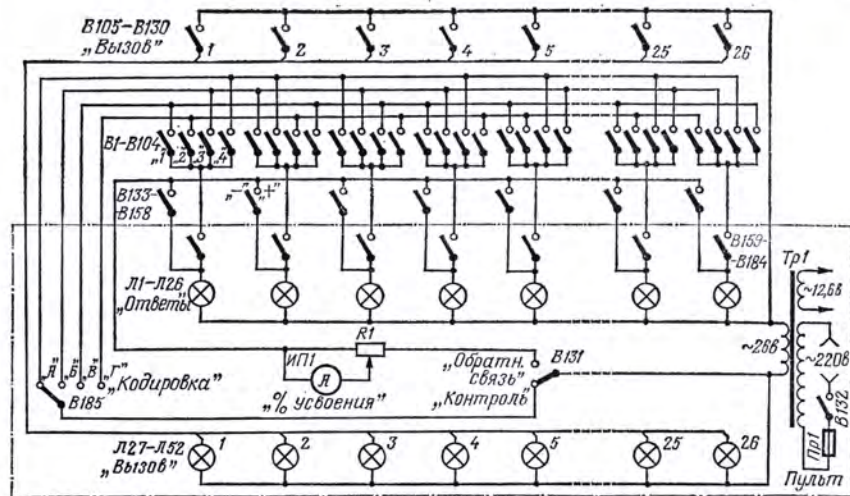 В105-В130
„Вызов"
1
2
3
4
5
25
26
В1-В104
„1"
„2"
„3"
„4"
В133-
-В158
„-"
„+"
В159-
-В184
Л1-Л26
„Ответы"
Тр1
~12,6в
~26в
~220в
R1
ИП1
А
„% усвоения"
„Обратн.
связь"
„Контроль"
В131
„А"
„Б"
„В"
„Г"
„Кодировка"
В185
В132
Пр1
Пульт
Л27-Л52
„Вызов"
1
2
3
4
5
25
26